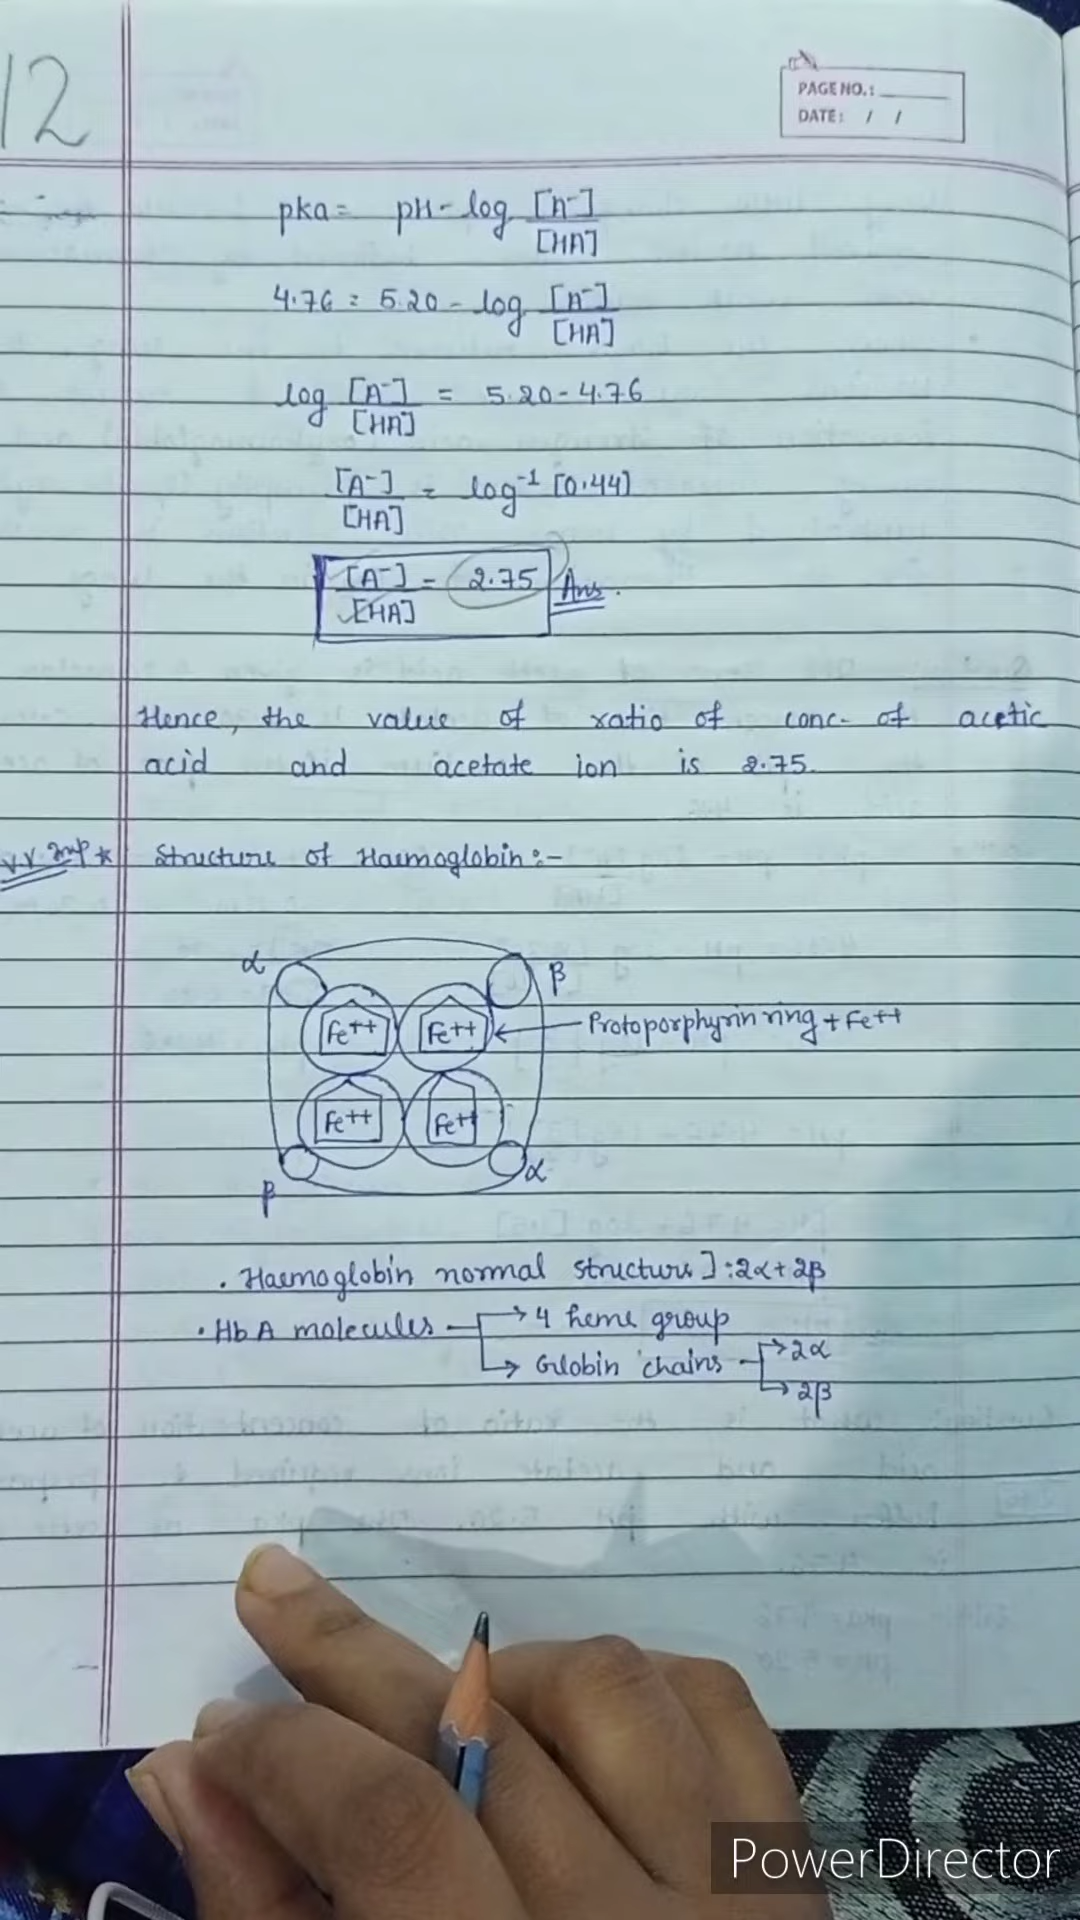 12
PAGE NO.:
DATE: / /
pka = pH - log [A-]/[HA]
4.76 = 5.20 - log [A-]/[HA]
log [A-]/[HA] = 5.20 - 4.76
[A-]/[HA] = log-1 [0.44]
[A-]/[HA] = 2.75 Ans.
Hence, the value of ratio of conc. of acetic
acid and acetate ion is 2.75.
V.V. Imp * Structure of Haemoglobin :-
α β
Fe++ Fe++ Protoporphyrin ring + Fe++
Fe++ Fe++
β α
. Haemoglobin normal structure] : 2α + 2β
. Hb A molecules → 4 heme group
→ Globin chains → 2α
→ 2β
PowerDirector